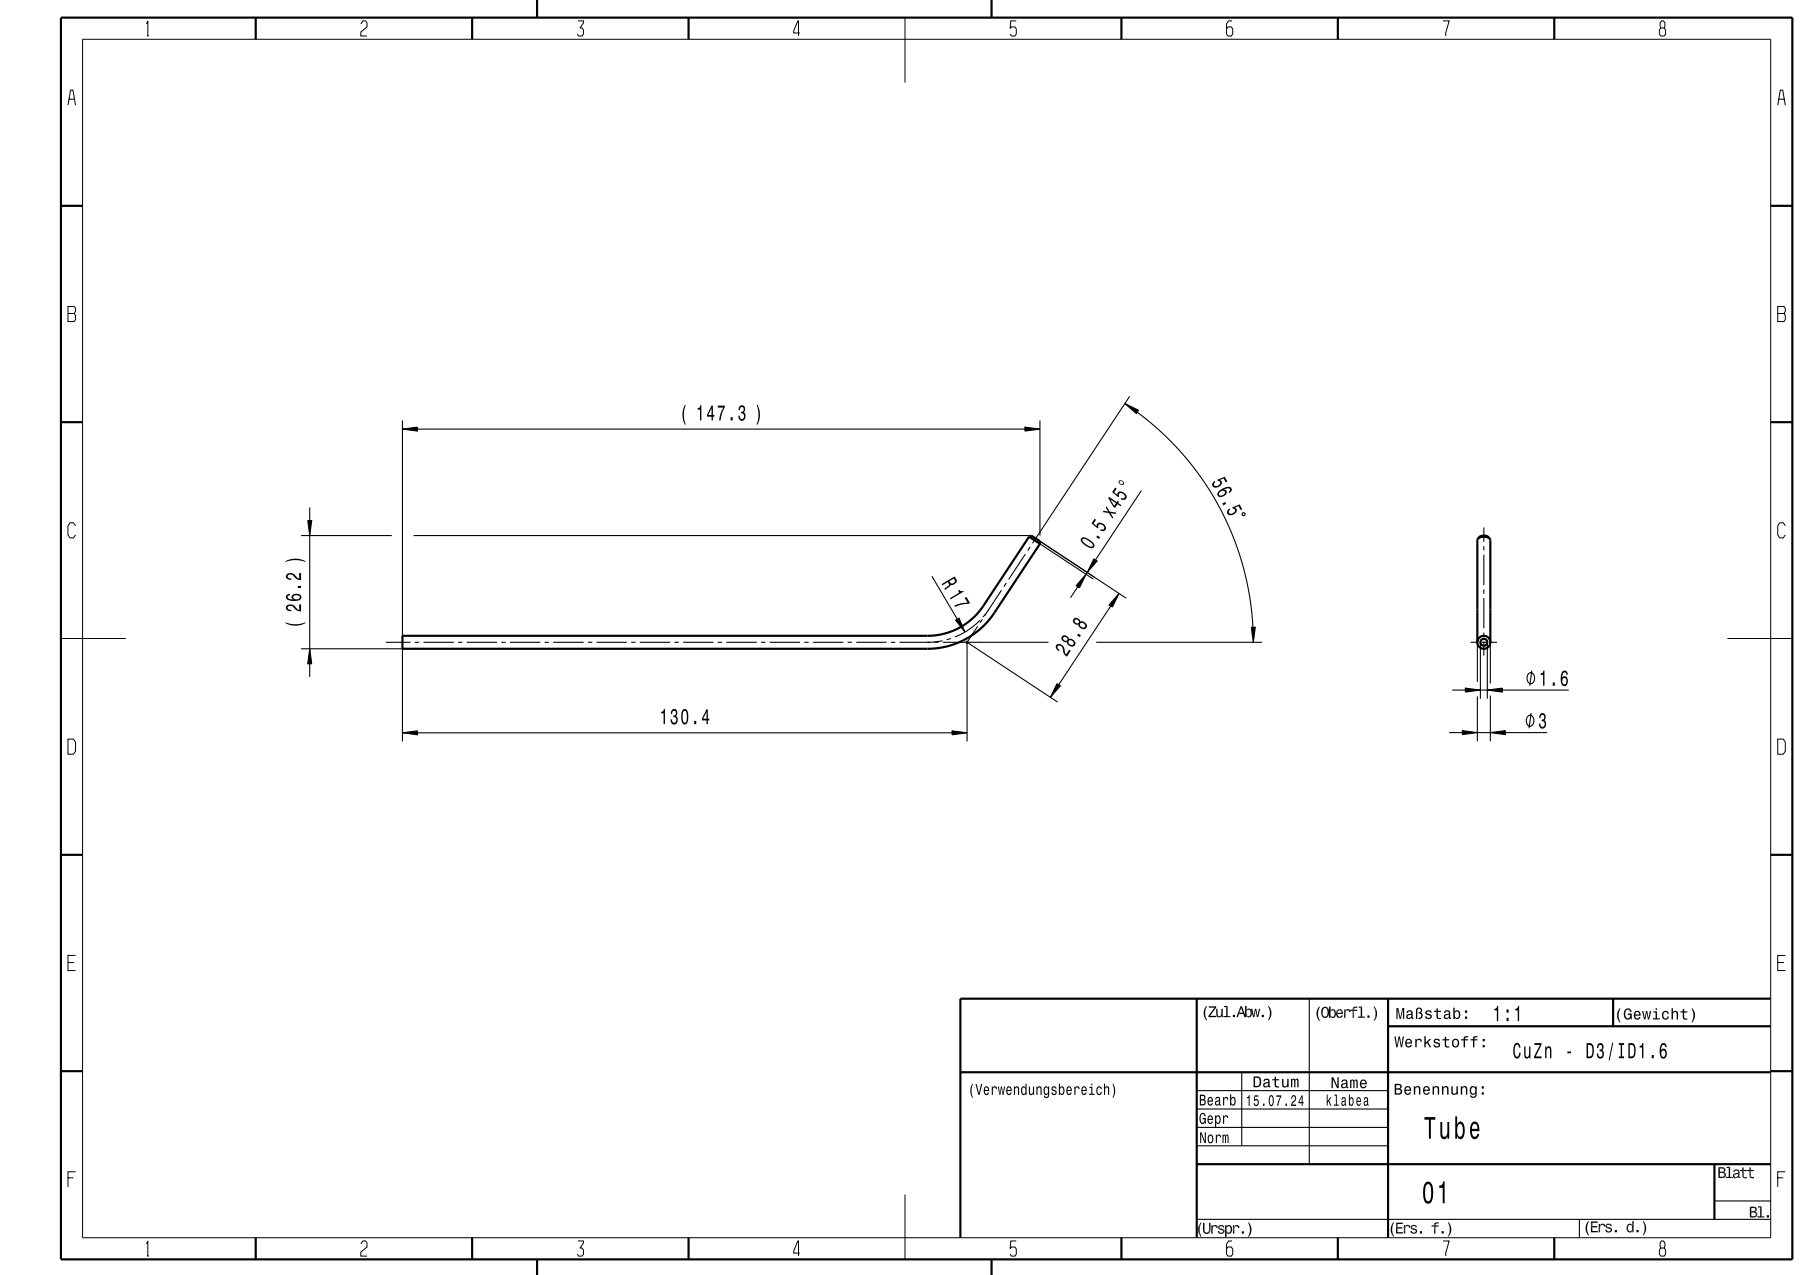 1 2 3 4 5 6 7 8
A A
B B
( 147.3 )
56.5°
0.5 x45°
C C
( 26.2 )
R17
28.8
Φ1.6
130.4
Φ3
D D
E E
(Zul.Abw.) (Oberfl.) Maßstab: 1:1 (Gewicht)
Werkstoff: CuZn - D3/ID1.6
(Verwendungsbereich) Datum Name Benennung:
Bearb 15.07.24 klabea
Gepr
Tube
Norm
F F
Blatt
01
Bl.
(Urspr.) (Ers. f.) (Ers. d.)
1 2 3 4 5 6 7 8